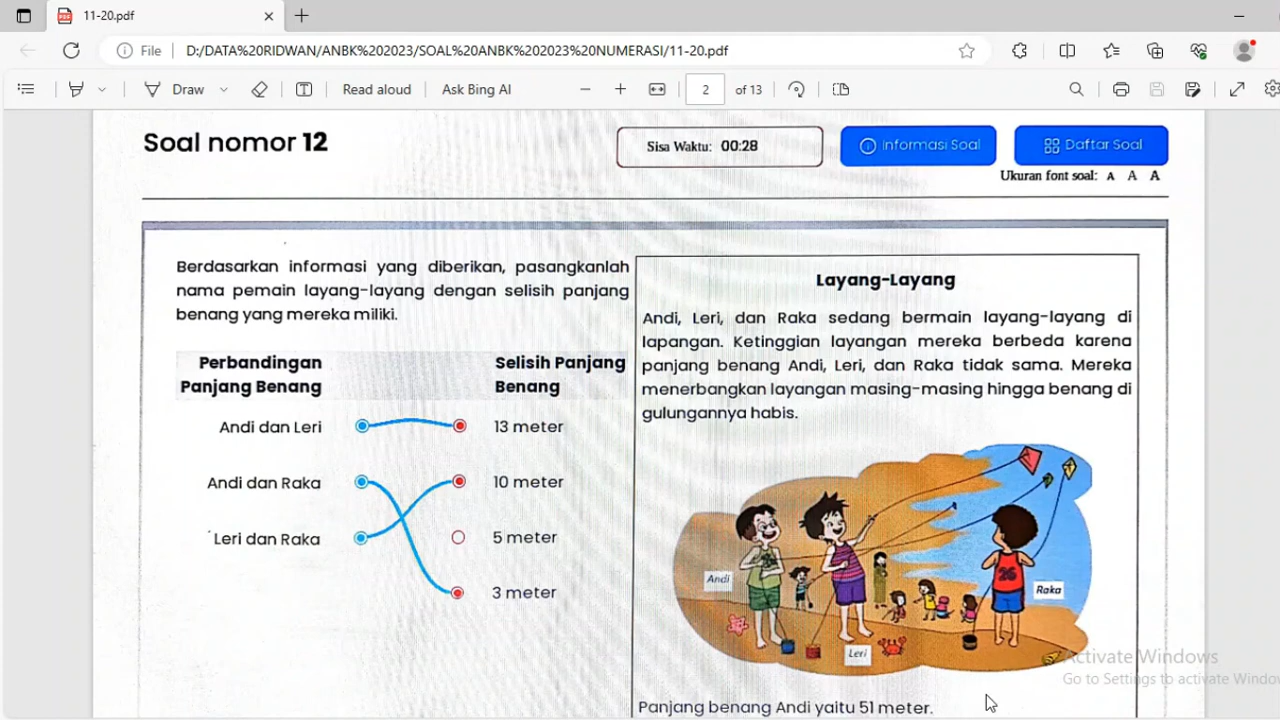 11-20.pdf
File D:/DATA%20RIDWAN/ANBK%202023/SOAL%20ANBK%202023%20NUMERASI/11-20.pdf
Draw Read aloud Ask Bing AI 2 of 13
Soal nomor 12
Sisa Waktu: 00:28
Informasi Soal
Daftar Soal
Ukuran font soal: A A A
Berdasarkan informasi yang diberikan, pasangkanlah
nama pemain layang-layang dengan selisih panjang
benang yang mereka miliki.
Perbandingan
Panjang Benang
Selisih Panjang
Benang
Andi dan Leri
13 meter
Andi dan Raka
10 meter
Leri dan Raka
5 meter
3 meter
Layang-Layang
Andi, Leri, dan Raka sedang bermain layang-layang di
lapangan. Ketinggian layangan mereka berbeda karena
panjang benang Andi, Leri, dan Raka tidak sama. Mereka
menerbangkan layangan masing-masing hingga benang di
gulungannya habis.
Andi
Leri
26
Raka
Panjang benang Andi yaitu 51 meter.
Activate Windows
Go to Settings to activate Windo